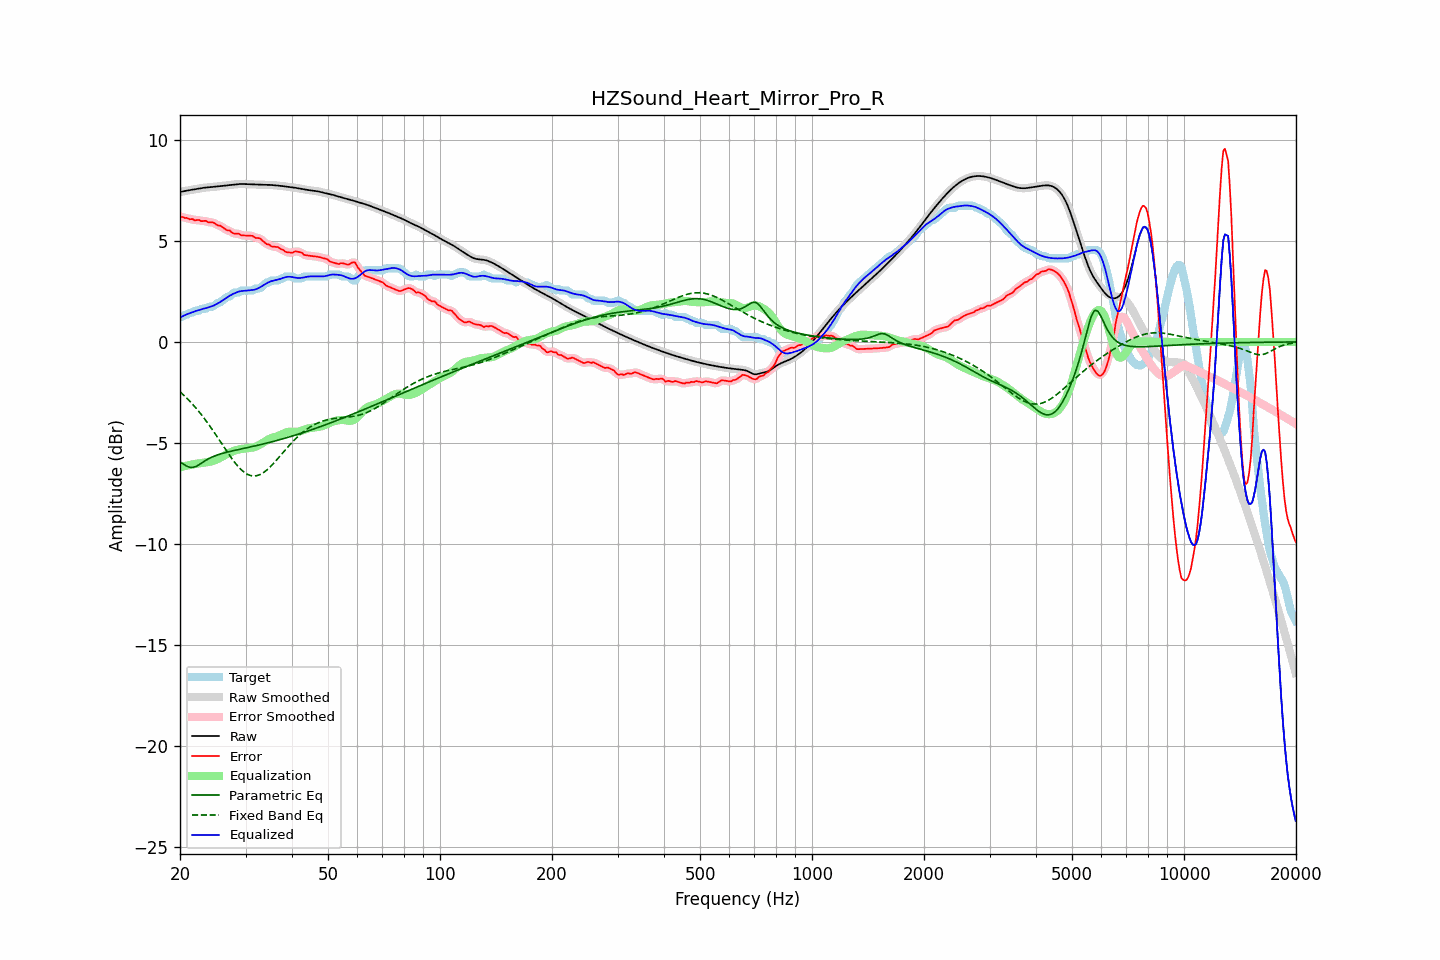 HZSound_Heart_Mirror_Pro_R
Amplitude (dBr)
10
5
0
−5
−10
−15
−20
−25
Target
Raw Smoothed
Error Smoothed
Raw
Error
Equalization
Parametric Eq
Fixed Band Eq
Equalized
20 50 100 200 500 1000 2000 5000 10000 20000
Frequency (Hz)